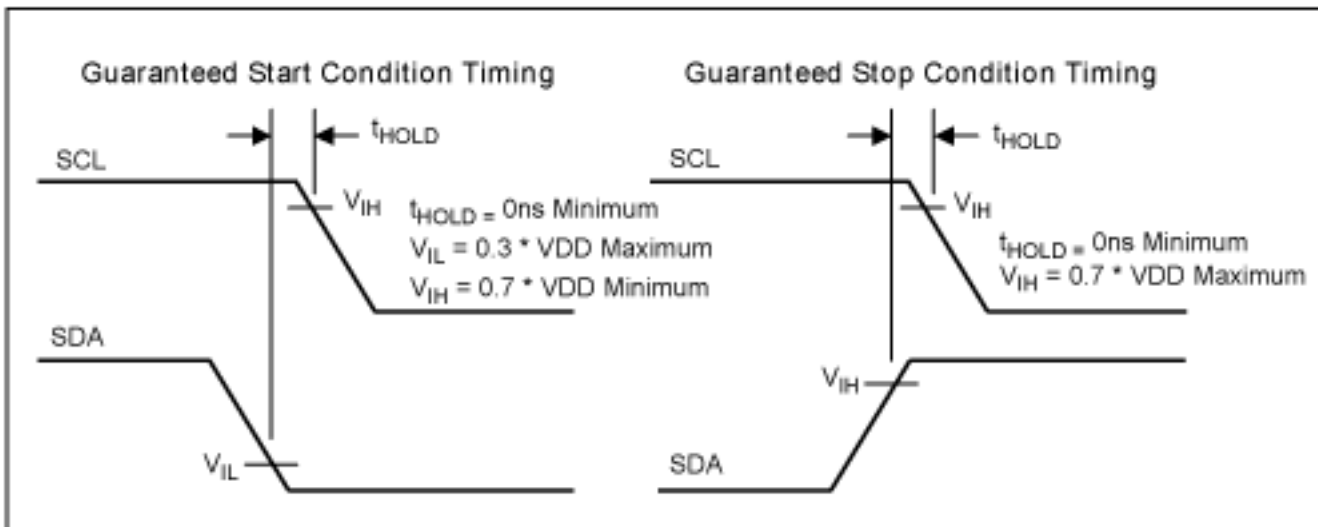 Guaranteed Start Condition Timing
tHOLD
SCL
VIH
tHOLD = 0ns Minimum
VIL = 0.3 * VDD Maximum
VIH = 0.7 * VDD Minimum
SDA
VIL
Guaranteed Stop Condition Timing
tHOLD
SCL
VIH
tHOLD = 0ns Minimum
VIH = 0.7 * VDD Maximum
VIH
SDA